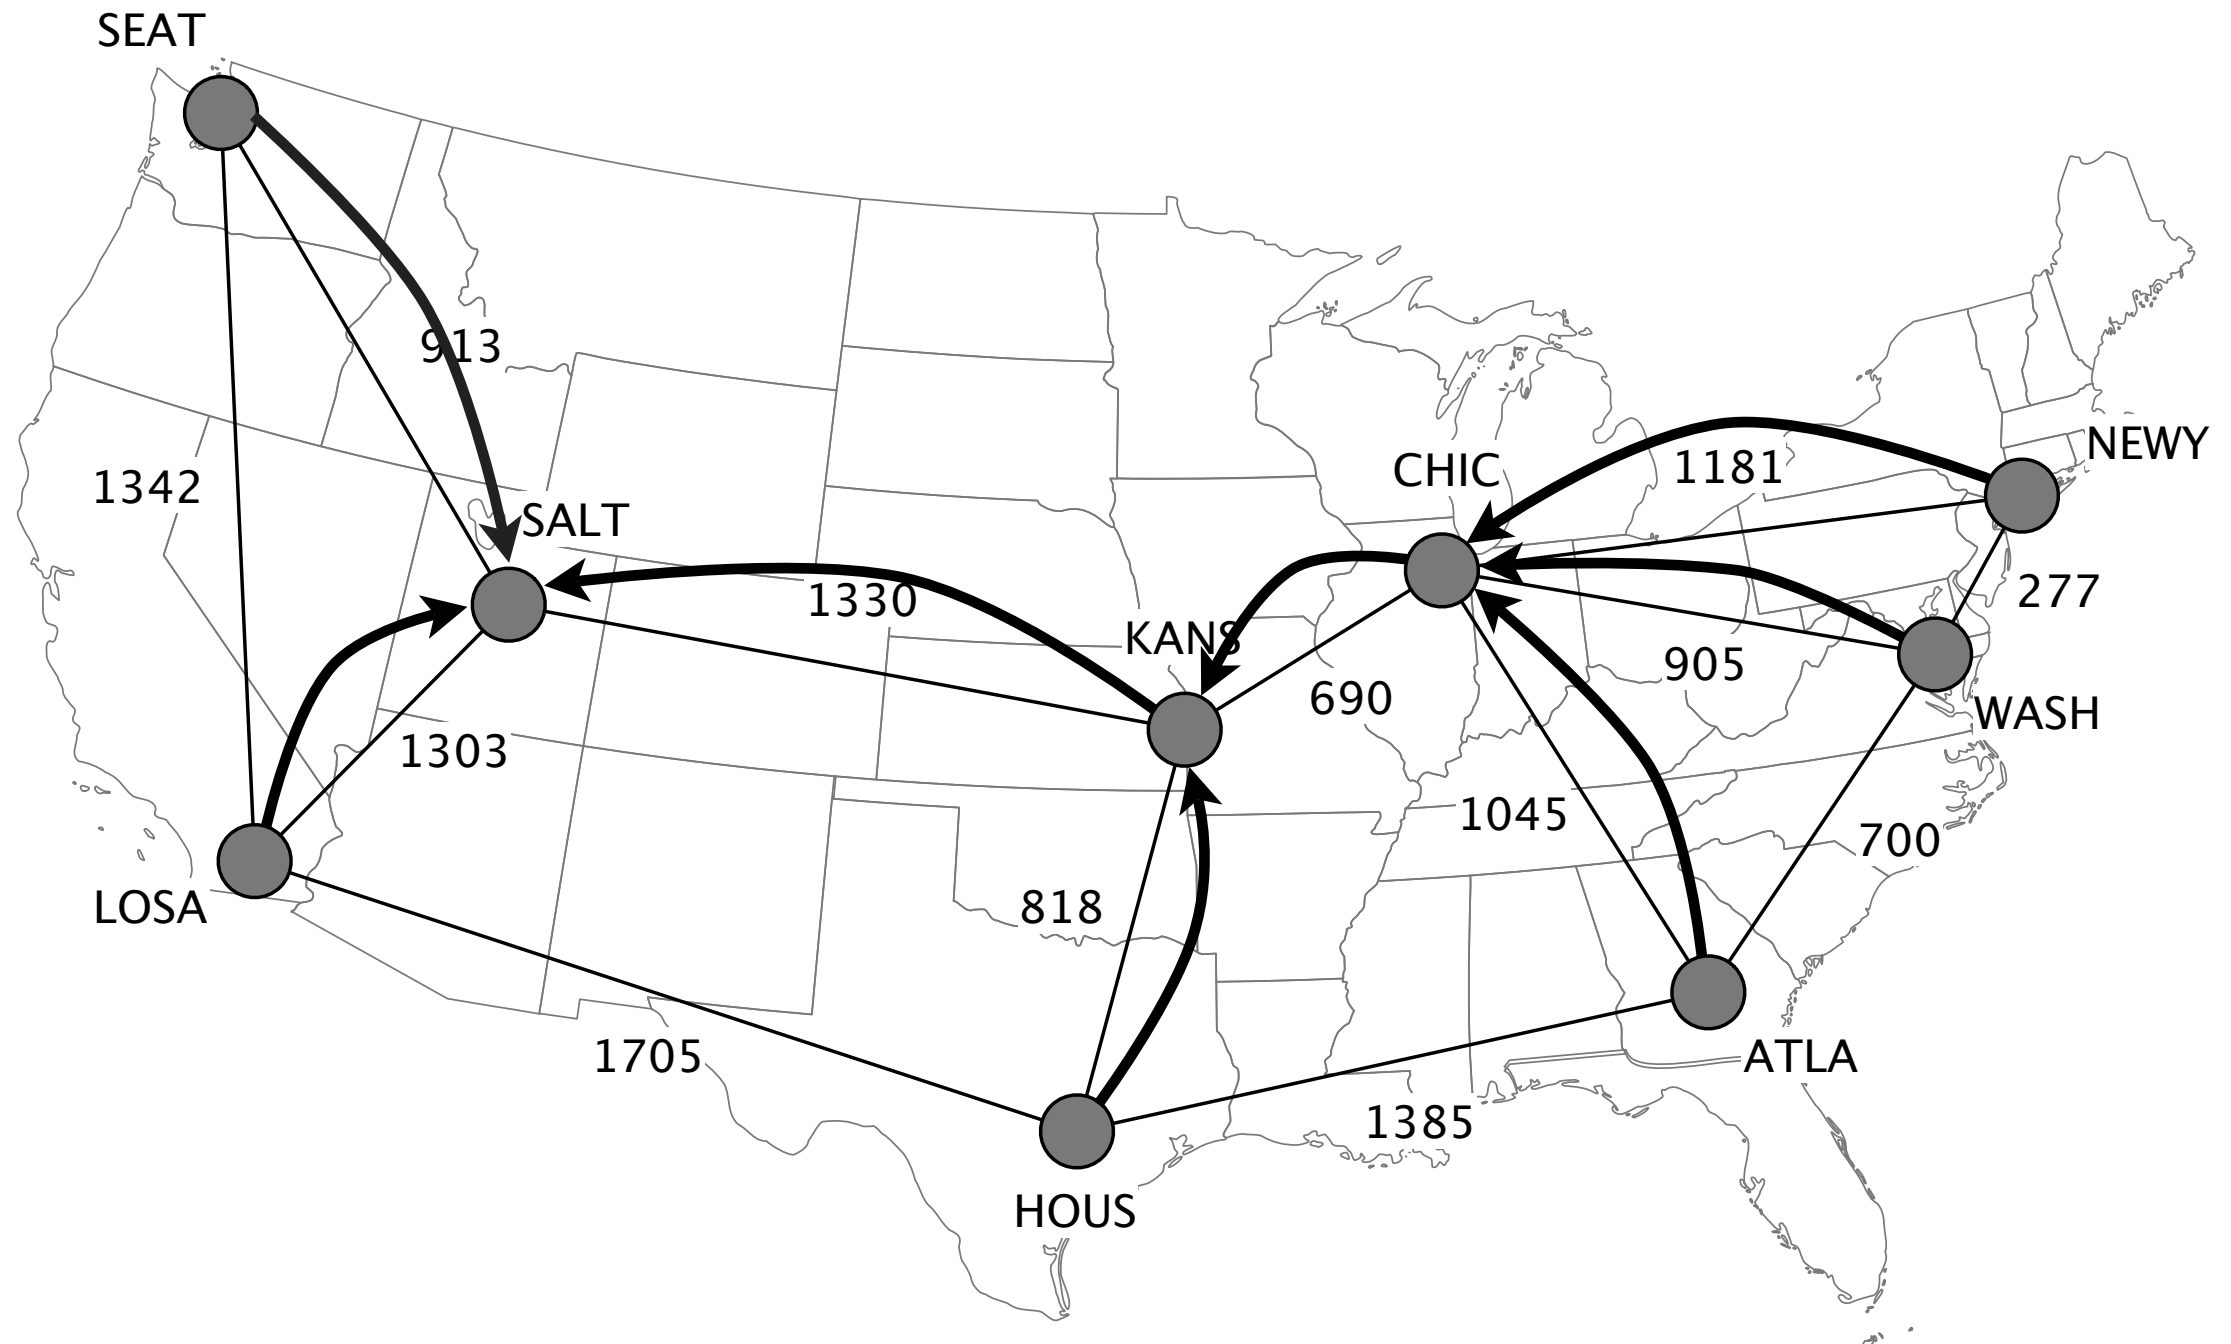 SEAT
913
NEWY
CHIC
1181
1342
SALT
277
1330
KANS
905
690
WASH
1303
1045
700
818
LOSA
1705
ATLA
1385
HOUS